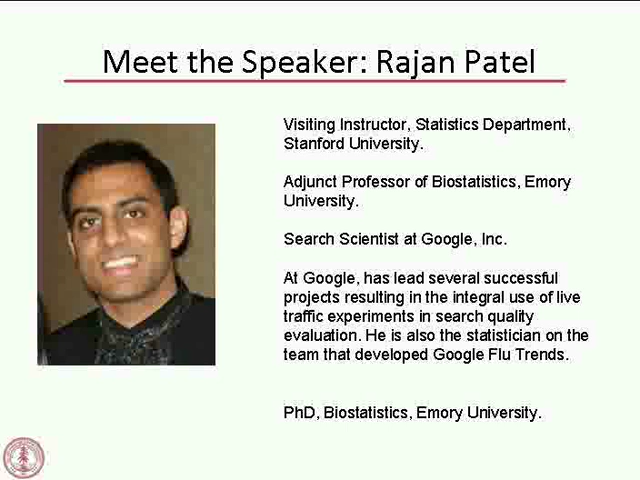 Meet the Speaker: Rajan Patel
Visiting Instructor, Statistics Department,
Stanford University.
Adjunct Professor of Biostatistics, Emory
University.
Search Scientist at Google, Inc.
At Google, has lead several successful
projects resulting in the integral use of live
traffic experiments in search quality
evaluation. He is also the statistician on the
team that developed Google Flu Trends.
PhD, Biostatistics, Emory University.